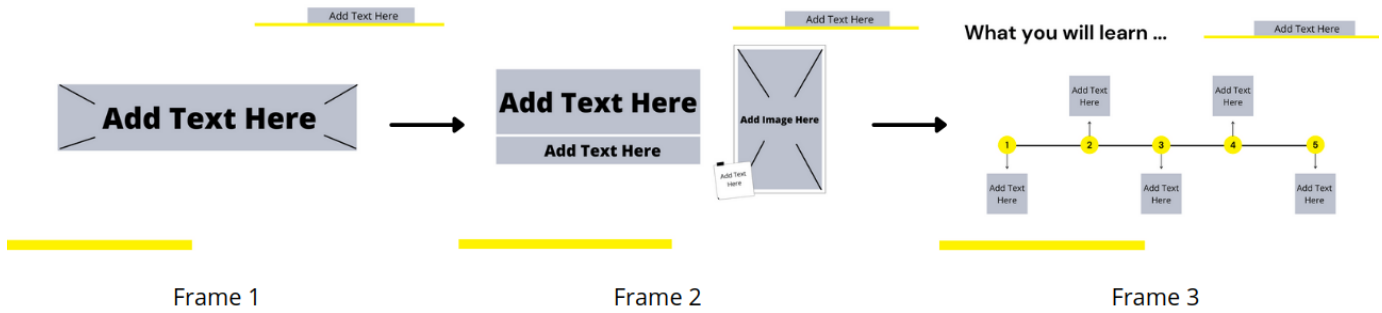 Add Text Here
Add Text Here
Frame 1
Add Text Here
Add Text Here
Add Text Here
Add Image Here
Add Text
Here
Frame 2
What you will learn ...
Add Text Here
Add Text
Here
Add Text
Here
1 2 3 4 5
Add Text
Here
Add Text
Here
Add Text
Here
Frame 3